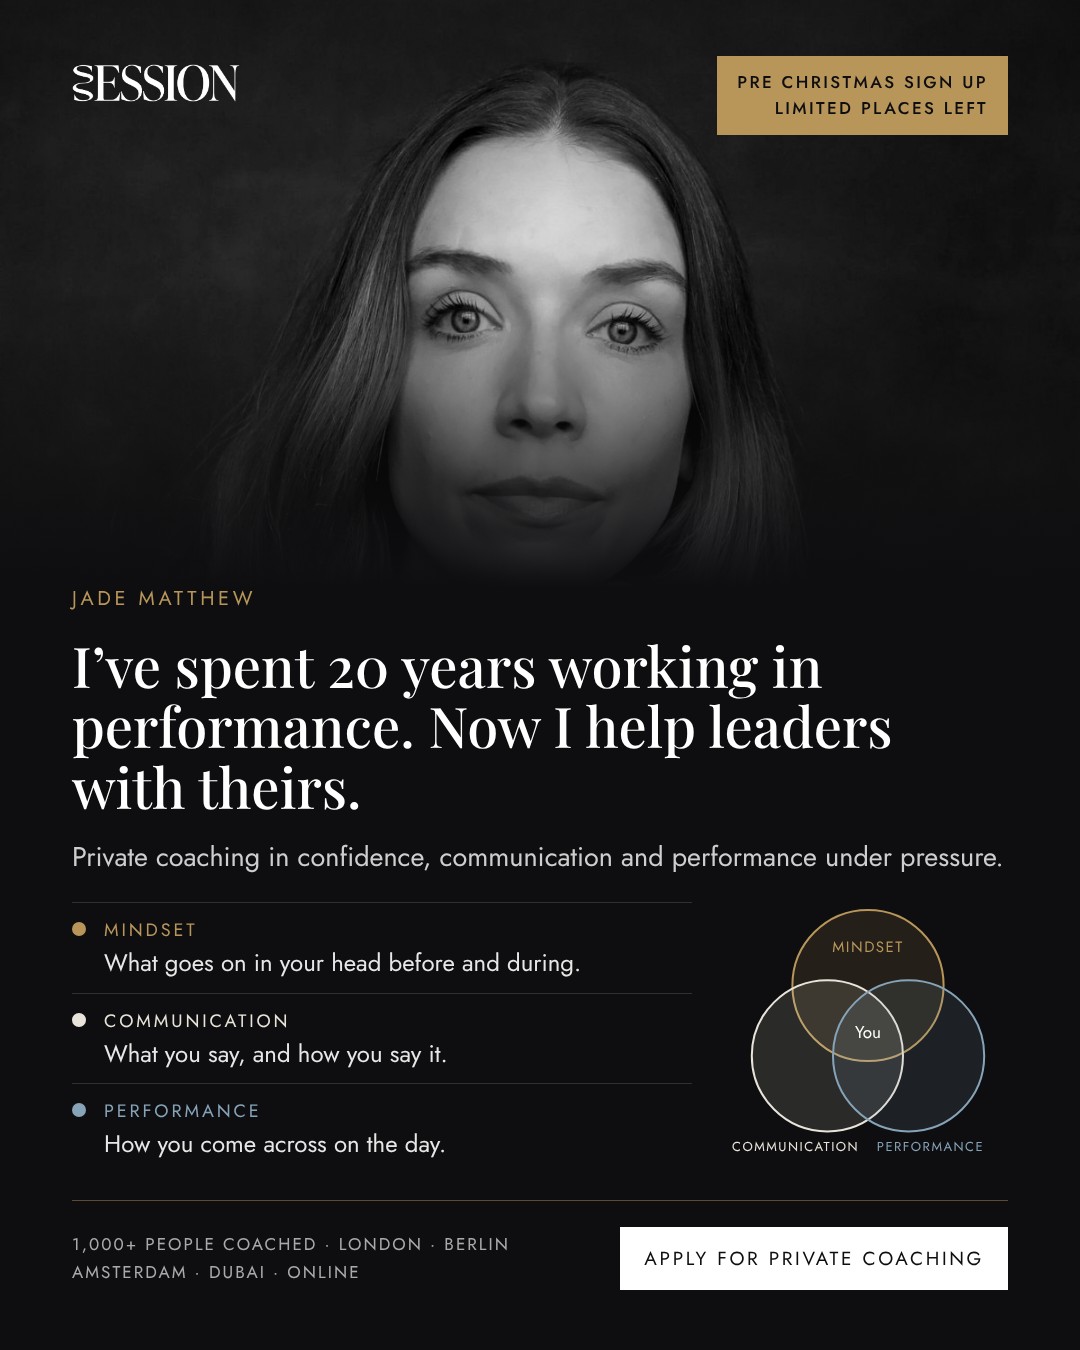 SESSION
PRE CHRISTMAS SIGN UP
LIMITED PLACES LEFT
JADE MATTHEW
I’ve spent 20 years working in
performance. Now I help leaders
with theirs.
Private coaching in confidence, communication and performance under pressure.
MINDSET
What goes on in your head before and during.
COMMUNICATION
What you say, and how you say it.
PERFORMANCE
How you come across on the day.
MINDSET
You
COMMUNICATION
PERFORMANCE
1,000+ PEOPLE COACHED · LONDON · BERLIN
AMSTERDAM · DUBAI · ONLINE
APPLY FOR PRIVATE COACHING